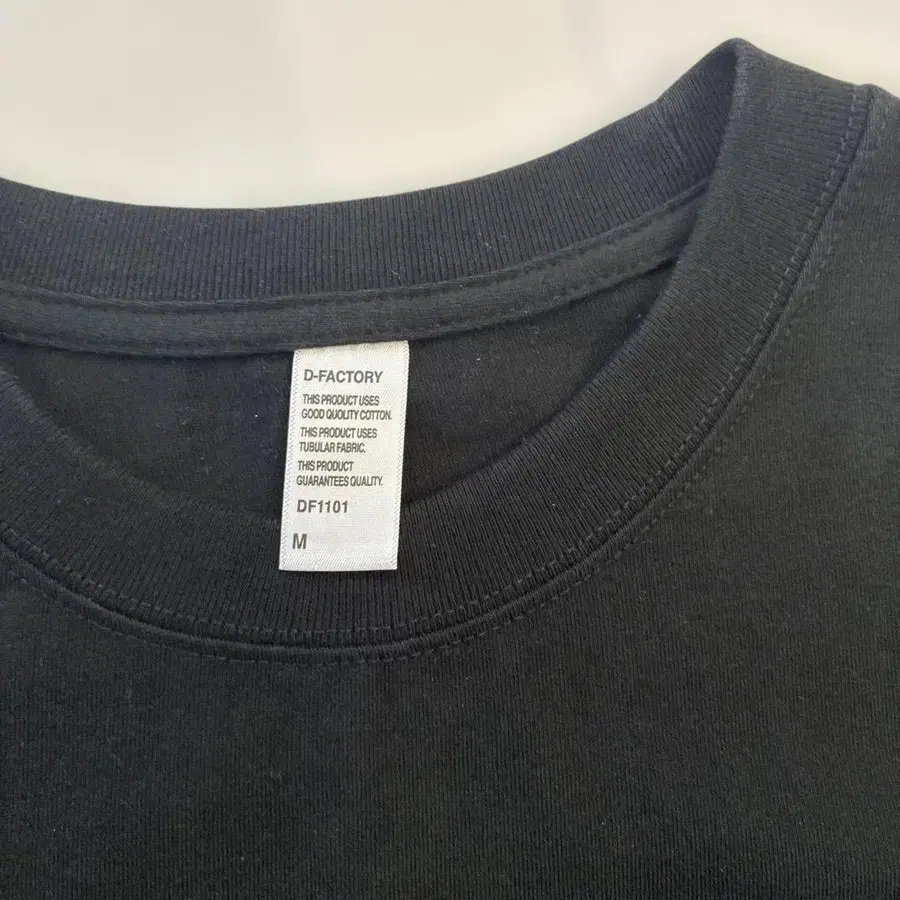 D-FACTORY
THIS PRODUCT USES
GOOD QUOLITY COTTON.
THIS PRODUCT USES
TUBULAR FABRIC.
THIS PRODUCT
GUARANTEES QUALITY.
DF1101
M